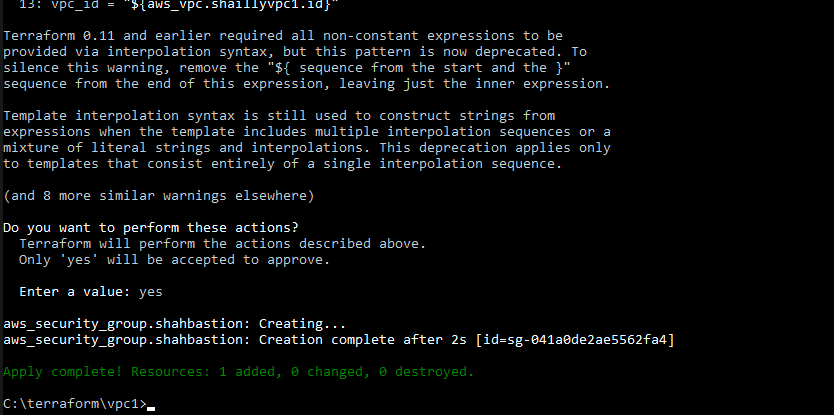 13: vpc_id = "${aws_vpc.shaillyvpc1.id}"
Terraform 0.11 and earlier required all non-constant expressions to be
provided via interpolation syntax, but this pattern is now deprecated. To
silence this warning, remove the "${ sequence from the start and the }"
sequence from the end of this expression, leaving just the inner expression.
Template interpolation syntax is still used to construct strings from
expressions when the template includes multiple interpolation sequences or a
mixture of literal strings and interpolations. This deprecation applies only
to templates that consist entirely of a single interpolation sequence.
(and 8 more similar warnings elsewhere)
Do you want to perform these actions?
Terraform will perform the actions described above.
Only 'yes' will be accepted to approve.
Enter a value: yes
aws_security_group.shahbastion: Creating...
aws_security_group.shahbastion: Creation complete after 2s [id=sg-041a0de2ae5562fa4]
Apply complete! Resources: 1 added, 0 changed, 0 destroyed.
C:\terraform\vpc1>